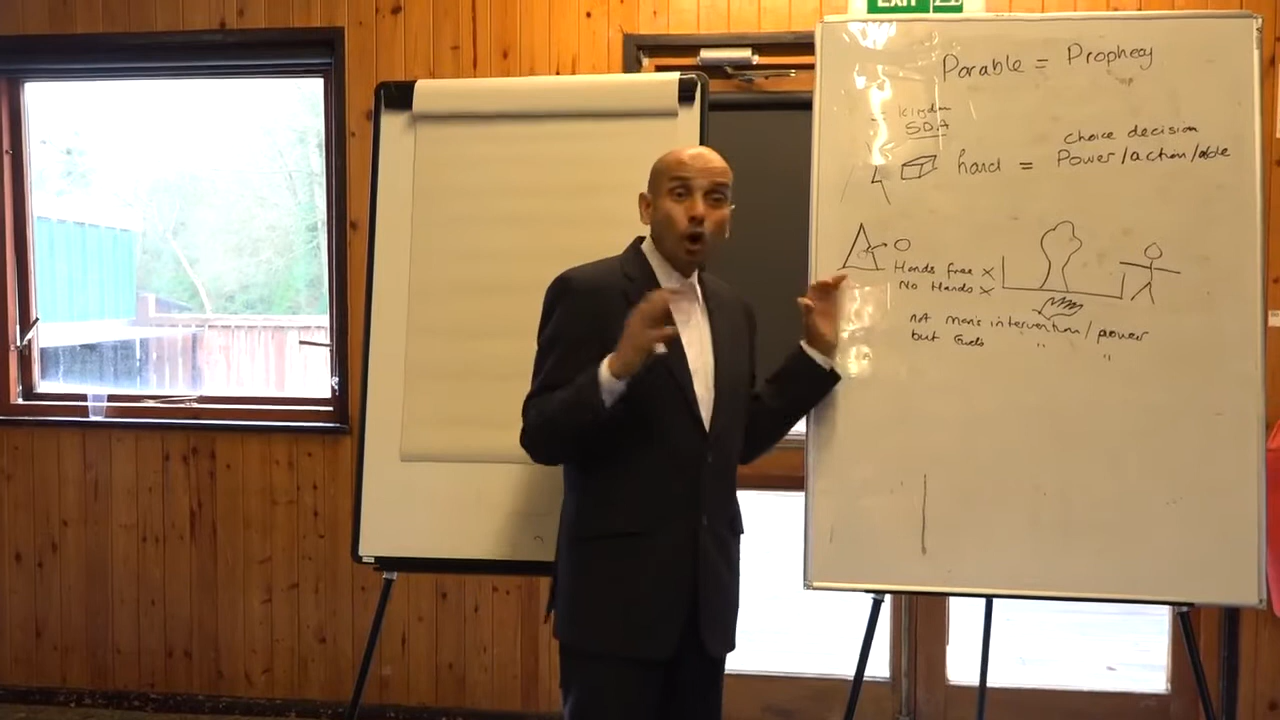 EXIT
Parable = Prophecy
Kingdom
SDA
choice decision
hand = Power/action/able
Hands free x
No Hands x
not man's intervention/power
but God's " "